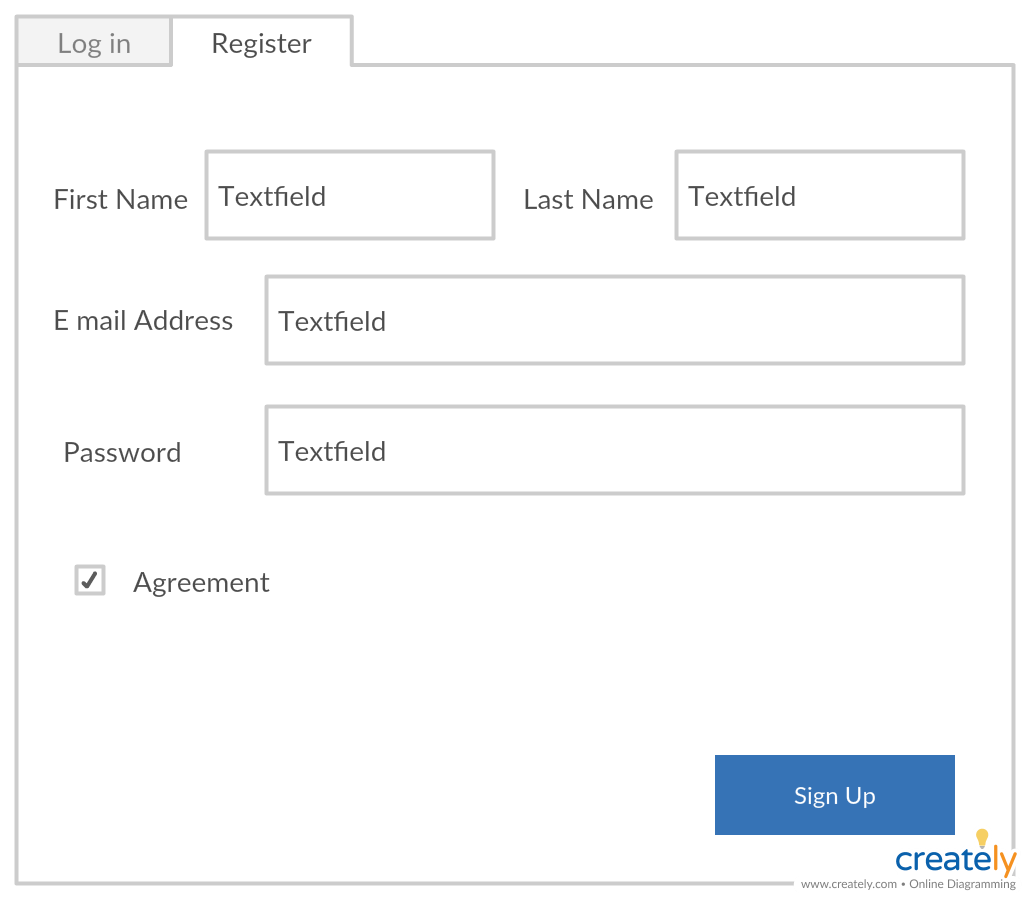 Log in Register
First Name Textfield Last Name Textfield
E mail Address Textfield
Password Textfield
Agreement
Sign Up
creately
www.creately.com • Online Diagramming